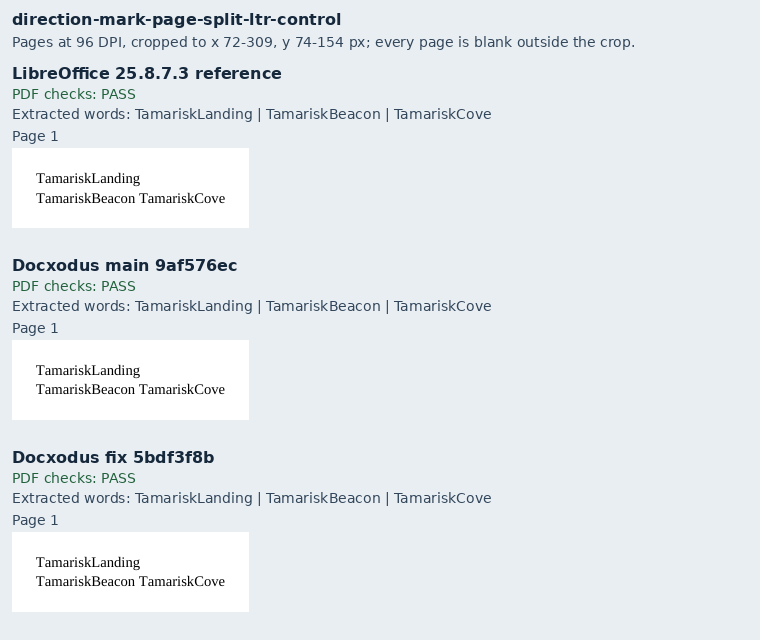 direction-mark-page-split-ltr-control
Pages at 96 DPI, cropped to x 72-309, y 74-154 px; every page is blank outside the crop.
LibreOffice 25.8.7.3 reference
PDF checks: PASS
Extracted words: TamariskLanding | TamariskBeacon | TamariskCove
Page 1
TamariskLanding
TamariskBeacon TamariskCove
Docxodus main 9af576ec
PDF checks: PASS
Extracted words: TamariskLanding | TamariskBeacon | TamariskCove
Page 1
TamariskLanding
TamariskBeacon TamariskCove
Docxodus fix 5bdf3f8b
PDF checks: PASS
Extracted words: TamariskLanding | TamariskBeacon | TamariskCove
Page 1
TamariskLanding
TamariskBeacon TamariskCove